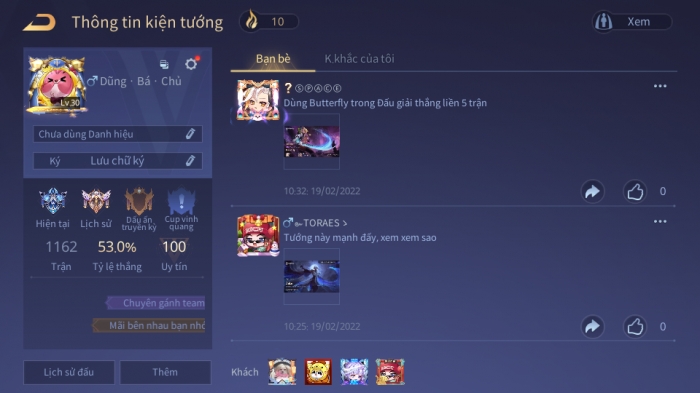 Thông tin kiện tướng
10
Xem
Dũng · Bá · Chủ
Lv.30
Chưa dùng Danh hiệu
Ký Lưu chữ ký
Hiện tại
Lịch sử
Dấu ấn truyền kỳ
Cup vinh quang
1162
53,0%
100
Trận
Tỷ lệ thắng
Uy tín
Chuyên gánh team
Mãi bên nhau bạn nhé
Lịch sử đấu
Thêm
Bạn bè
K.khắc của tôi
❓ⓈⓅⒶⒸⒺ
Dùng Butterfly trong Đấu giải thắng liền 5 trận
10:32: 19/02/2022
0
TORAES
Tướng này mạnh đấy, xem xem sao
10:25: 19/02/2022
0
Khách